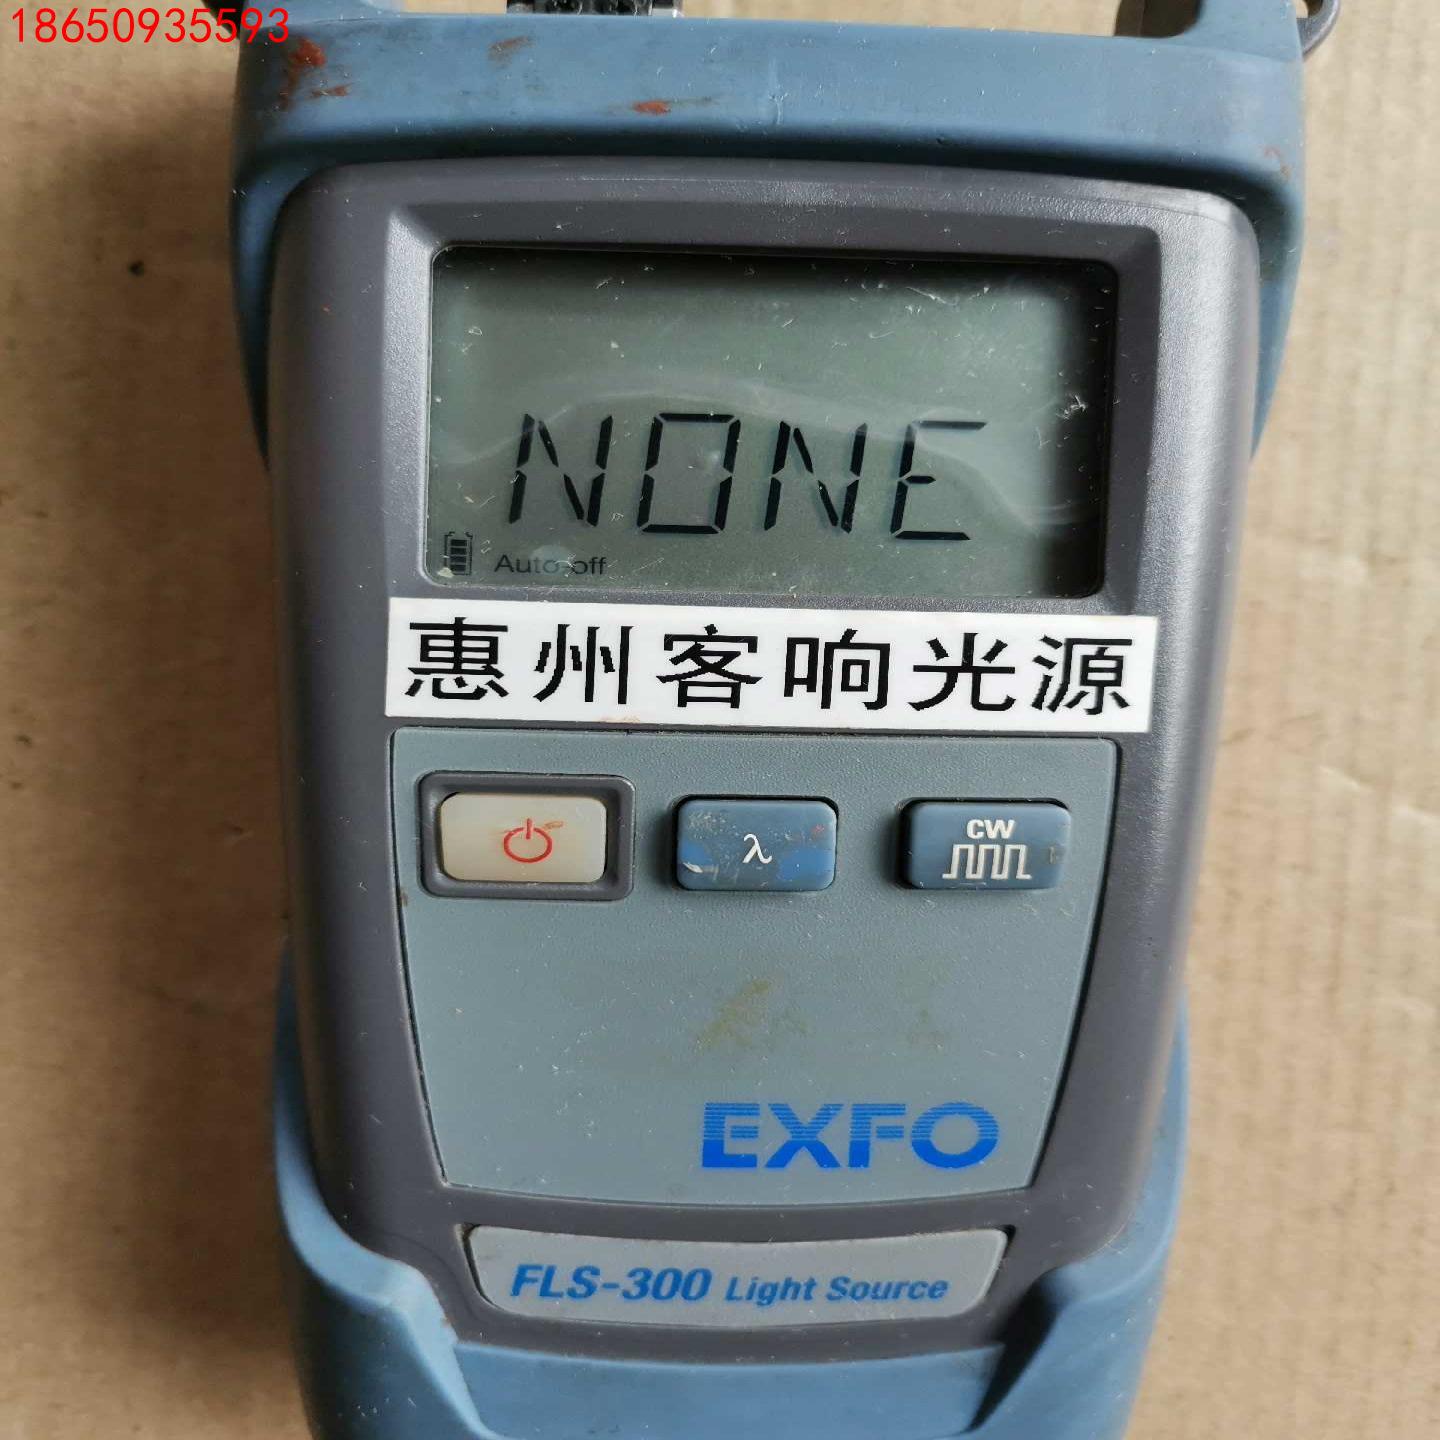 18650935593
NONE
Auto-off
惠州客响光源
λ
CW
EXFO
FLS-300 Light Source